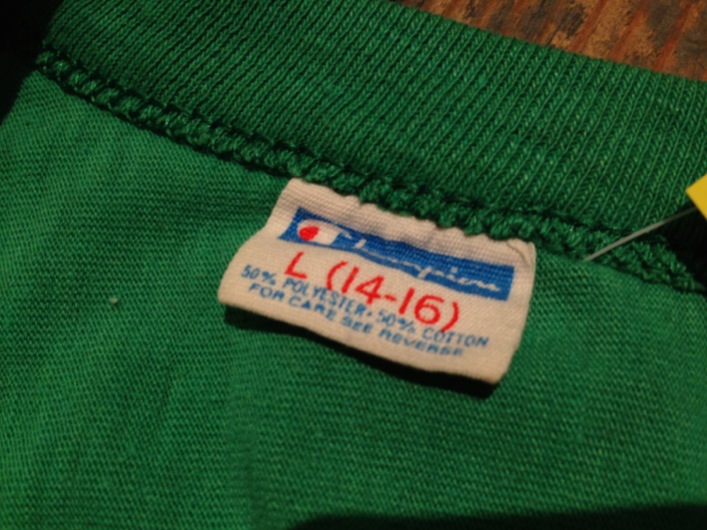 Champion
L (14-16)
50% POLYESTER · 50% COTTON
FOR CARE SEE REVERSE